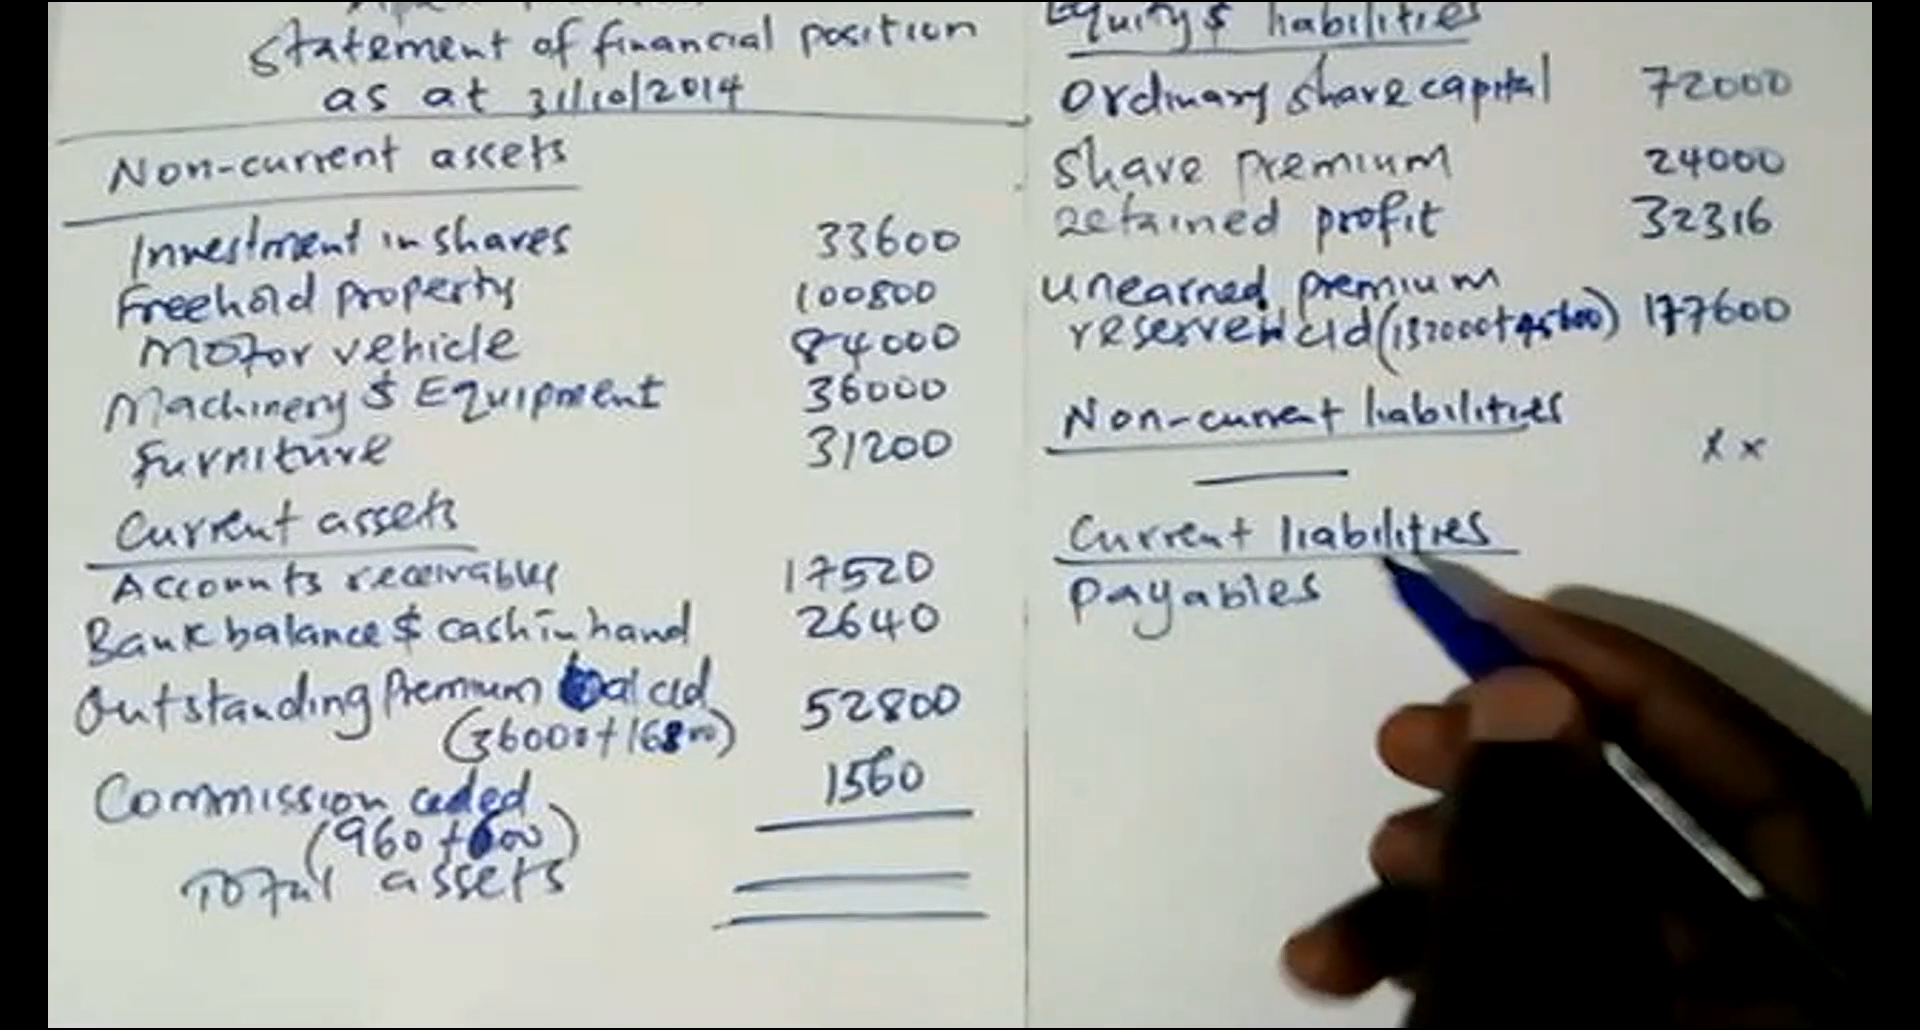 Statement of financial position
as at 31/10/2014
Non-current assets
Investment in shares 33600
Freehold property 100800
Motor vehicle 84000
Machinery $ Equipment 36000
Furniture 31200
Current assets
Accounts receivables 17520
Bank balance $ cash in hand 2640
Outstanding Premium bal c/d 52800
(36000+16800)
Commission ceded 1560
(960+600)
Total assets
Equity $ liabilities
Ordinary share capital 72000
Share premium 24000
retained profit 32316
unearned premium
reserve c/d (132000+45600) 177600
Non-current liabilities
x x
Current liabilities
payables